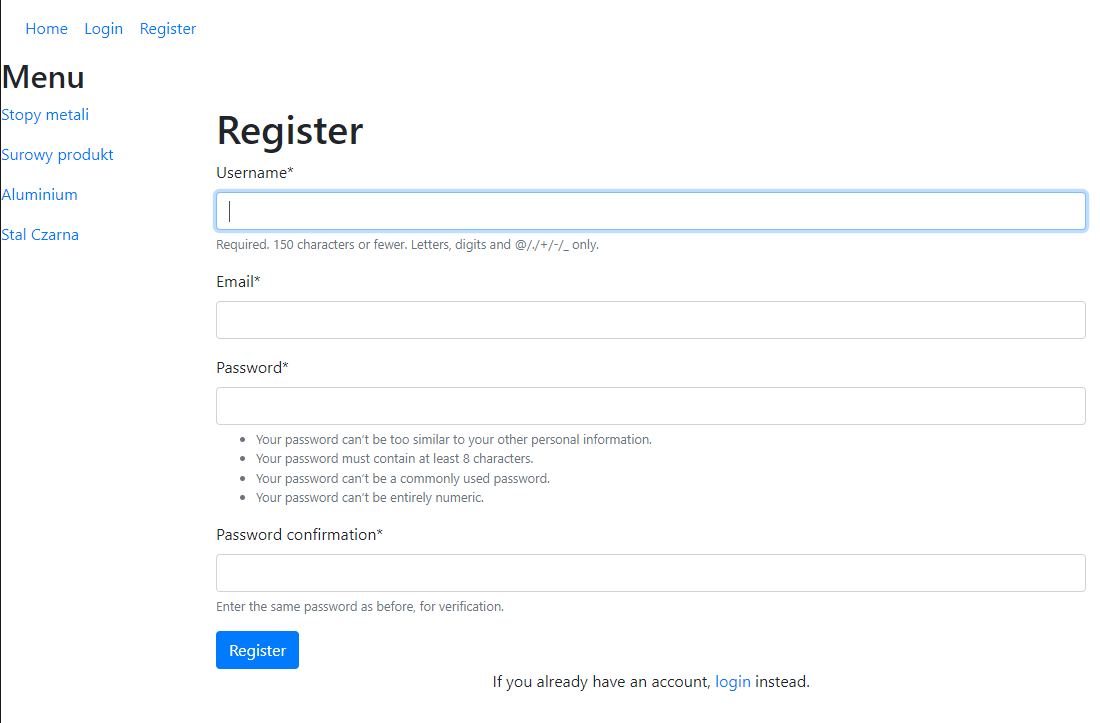 Home Login Register
Menu
Stopy metali
Surowy produkt
Aluminium
Stal Czarna
Register
Username*
Required. 150 characters or fewer. Letters, digits and @/./+/-/_ only.
Email*
Password*
Your password can't be too similar to your other personal information.
Your password must contain at least 8 characters.
Your password can't be a commonly used password.
Your password can't be entirely numeric.
Password confirmation*
Enter the same password as before, for verification.
Register
If you already have an account, login instead.